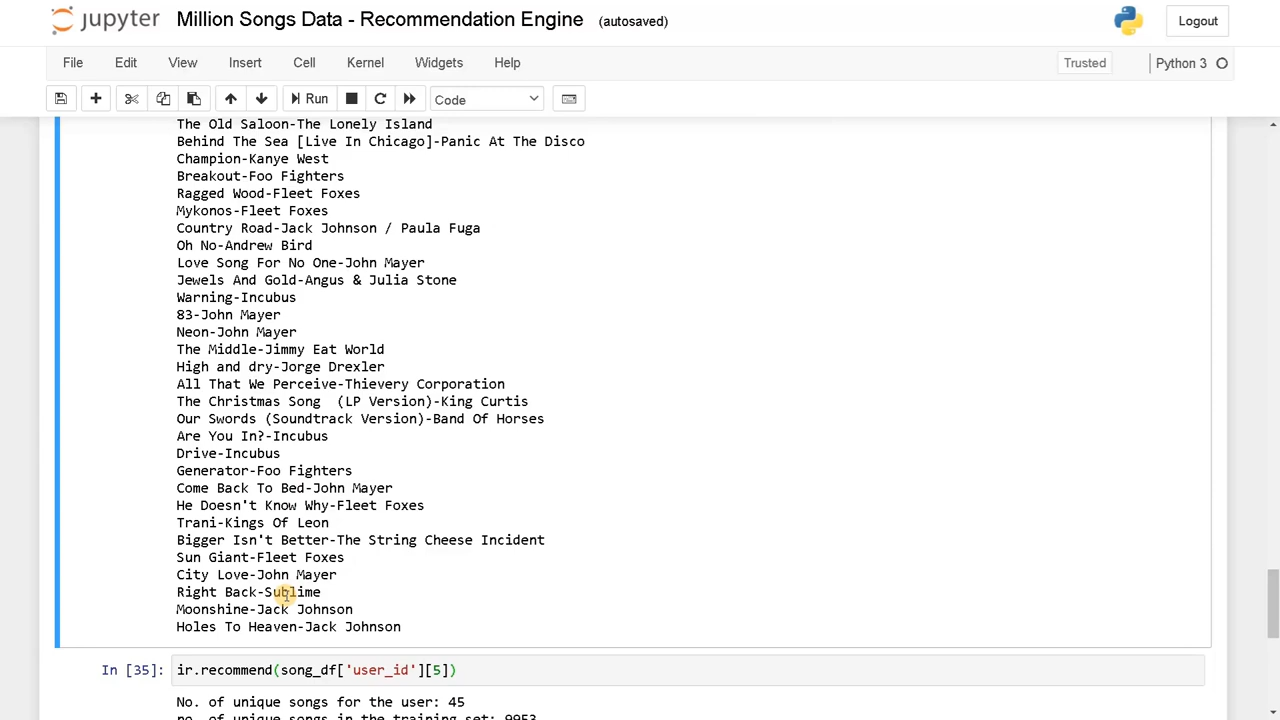 jupyter Million Songs Data - Recommendation Engine (autosaved) Logout
File Edit View Insert Cell Kernel Widgets Help Trusted Python 3
Run Code
The Old Saloon-The Lonely Island
Behind The Sea [Live In Chicago]-Panic At The Disco
Champion-Kanye West
Breakout-Foo Fighters
Ragged Wood-Fleet Foxes
Mykonos-Fleet Foxes
Country Road-Jack Johnson / Paula Fuga
Oh No-Andrew Bird
Love Song For No One-John Mayer
Jewels And Gold-Angus & Julia Stone
Warning-Incubus
83-John Mayer
Neon-John Mayer
The Middle-Jimmy Eat World
High and dry-Jorge Drexler
All That We Perceive-Thievery Corporation
The Christmas Song  (LP Version)-King Curtis
Our Swords (Soundtrack Version)-Band Of Horses
Are You In?-Incubus
Drive-Incubus
Generator-Foo Fighters
Come Back To Bed-John Mayer
He Doesn't Know Why-Fleet Foxes
Trani-Kings Of Leon
Bigger Isn't Better-The String Cheese Incident
Sun Giant-Fleet Foxes
City Love-John Mayer
Right Back-Sublime
Moonshine-Jack Johnson
Holes To Heaven-Jack Johnson
In [35]: ir.recommend(song_df['user_id'][5])
No. of unique songs for the user: 45
no. of unique songs in the training set: 9953